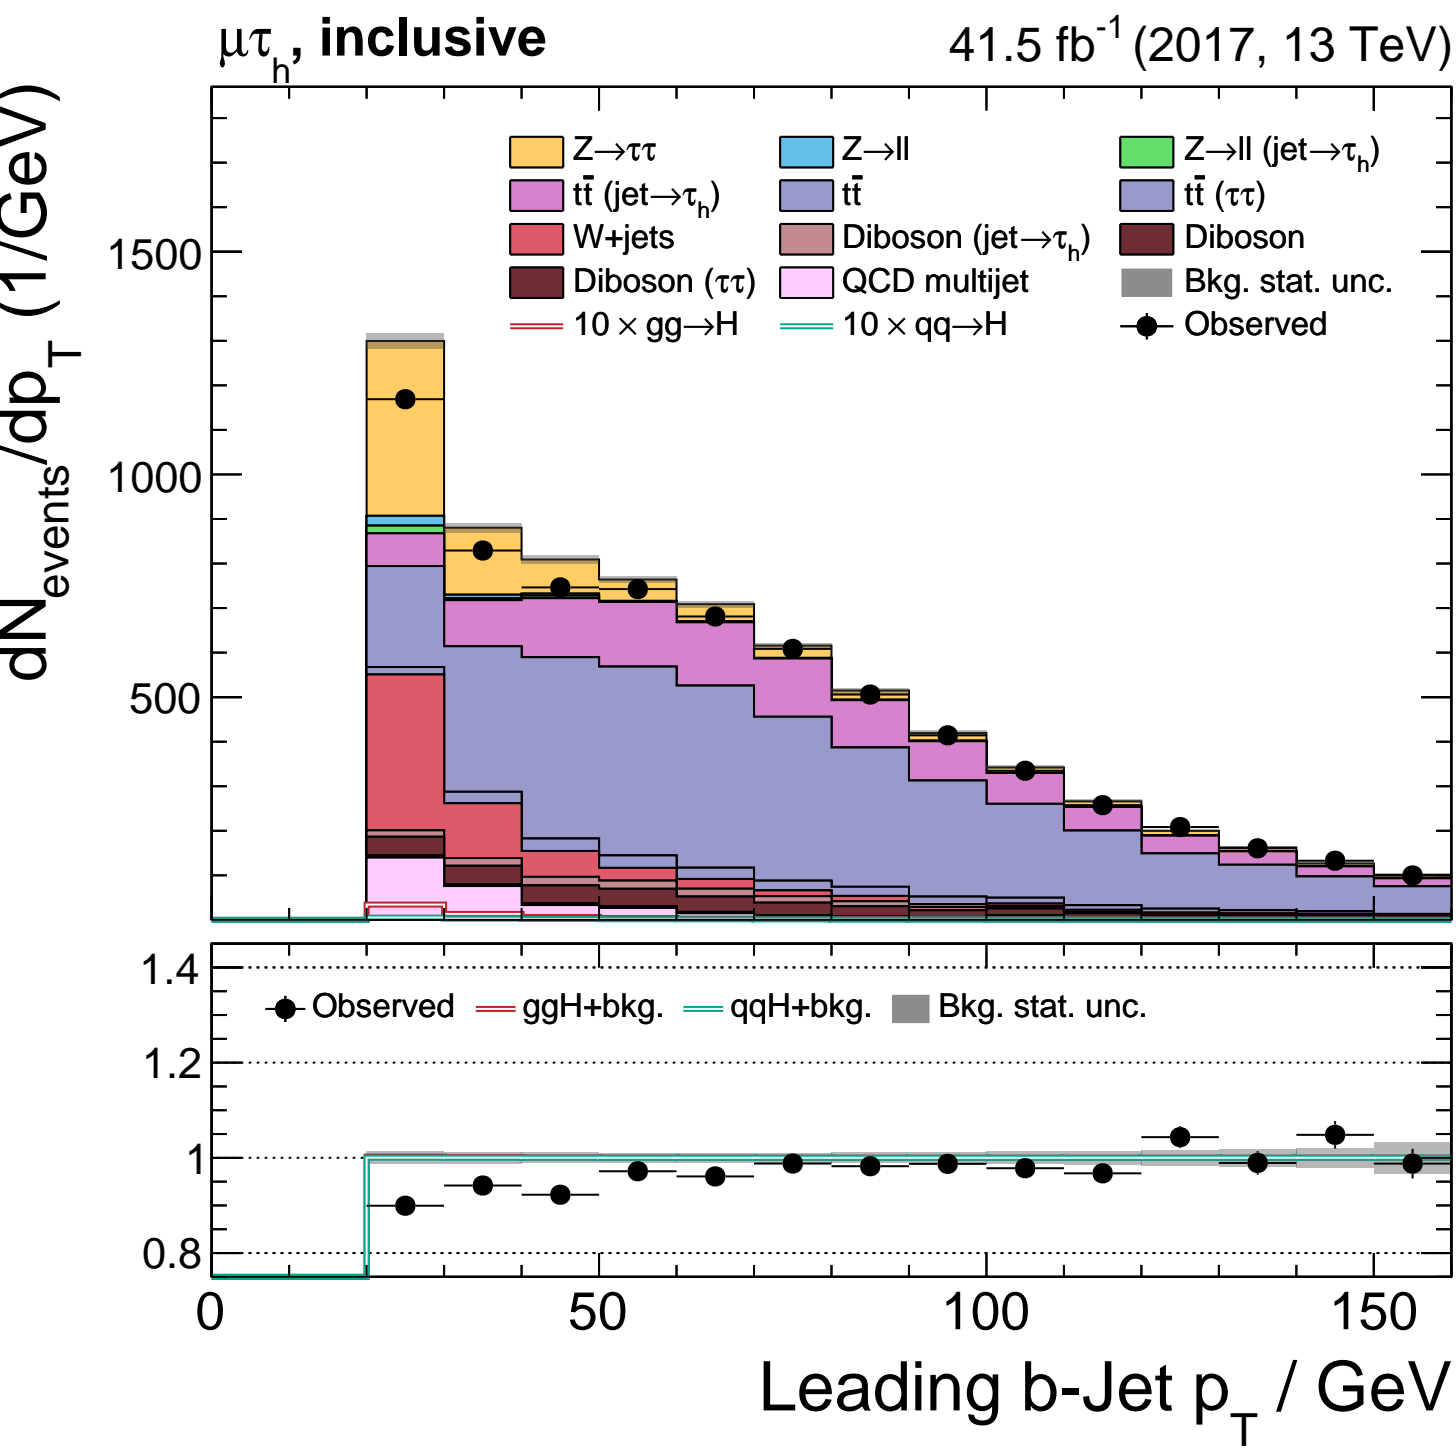 μτh, inclusive
41.5 fb-1 (2017, 13 TeV)
dNevents/dpT (1/GeV)
Z→ττ Z→ll Z→ll (jet→τh)
tt̄ (jet→τh) tt̄ tt̄ (ττ)
W+jets Diboson (jet→τh) Diboson
Diboson (ττ) QCD multijet Bkg. stat. unc.
10 × gg→H 10 × qq→H Observed
1500
1000
500
1.4
Observed ggH+bkg. qqH+bkg. Bkg. stat. unc.
1.2
1
0.8
0 50 100 150
Leading b-Jet pT / GeV